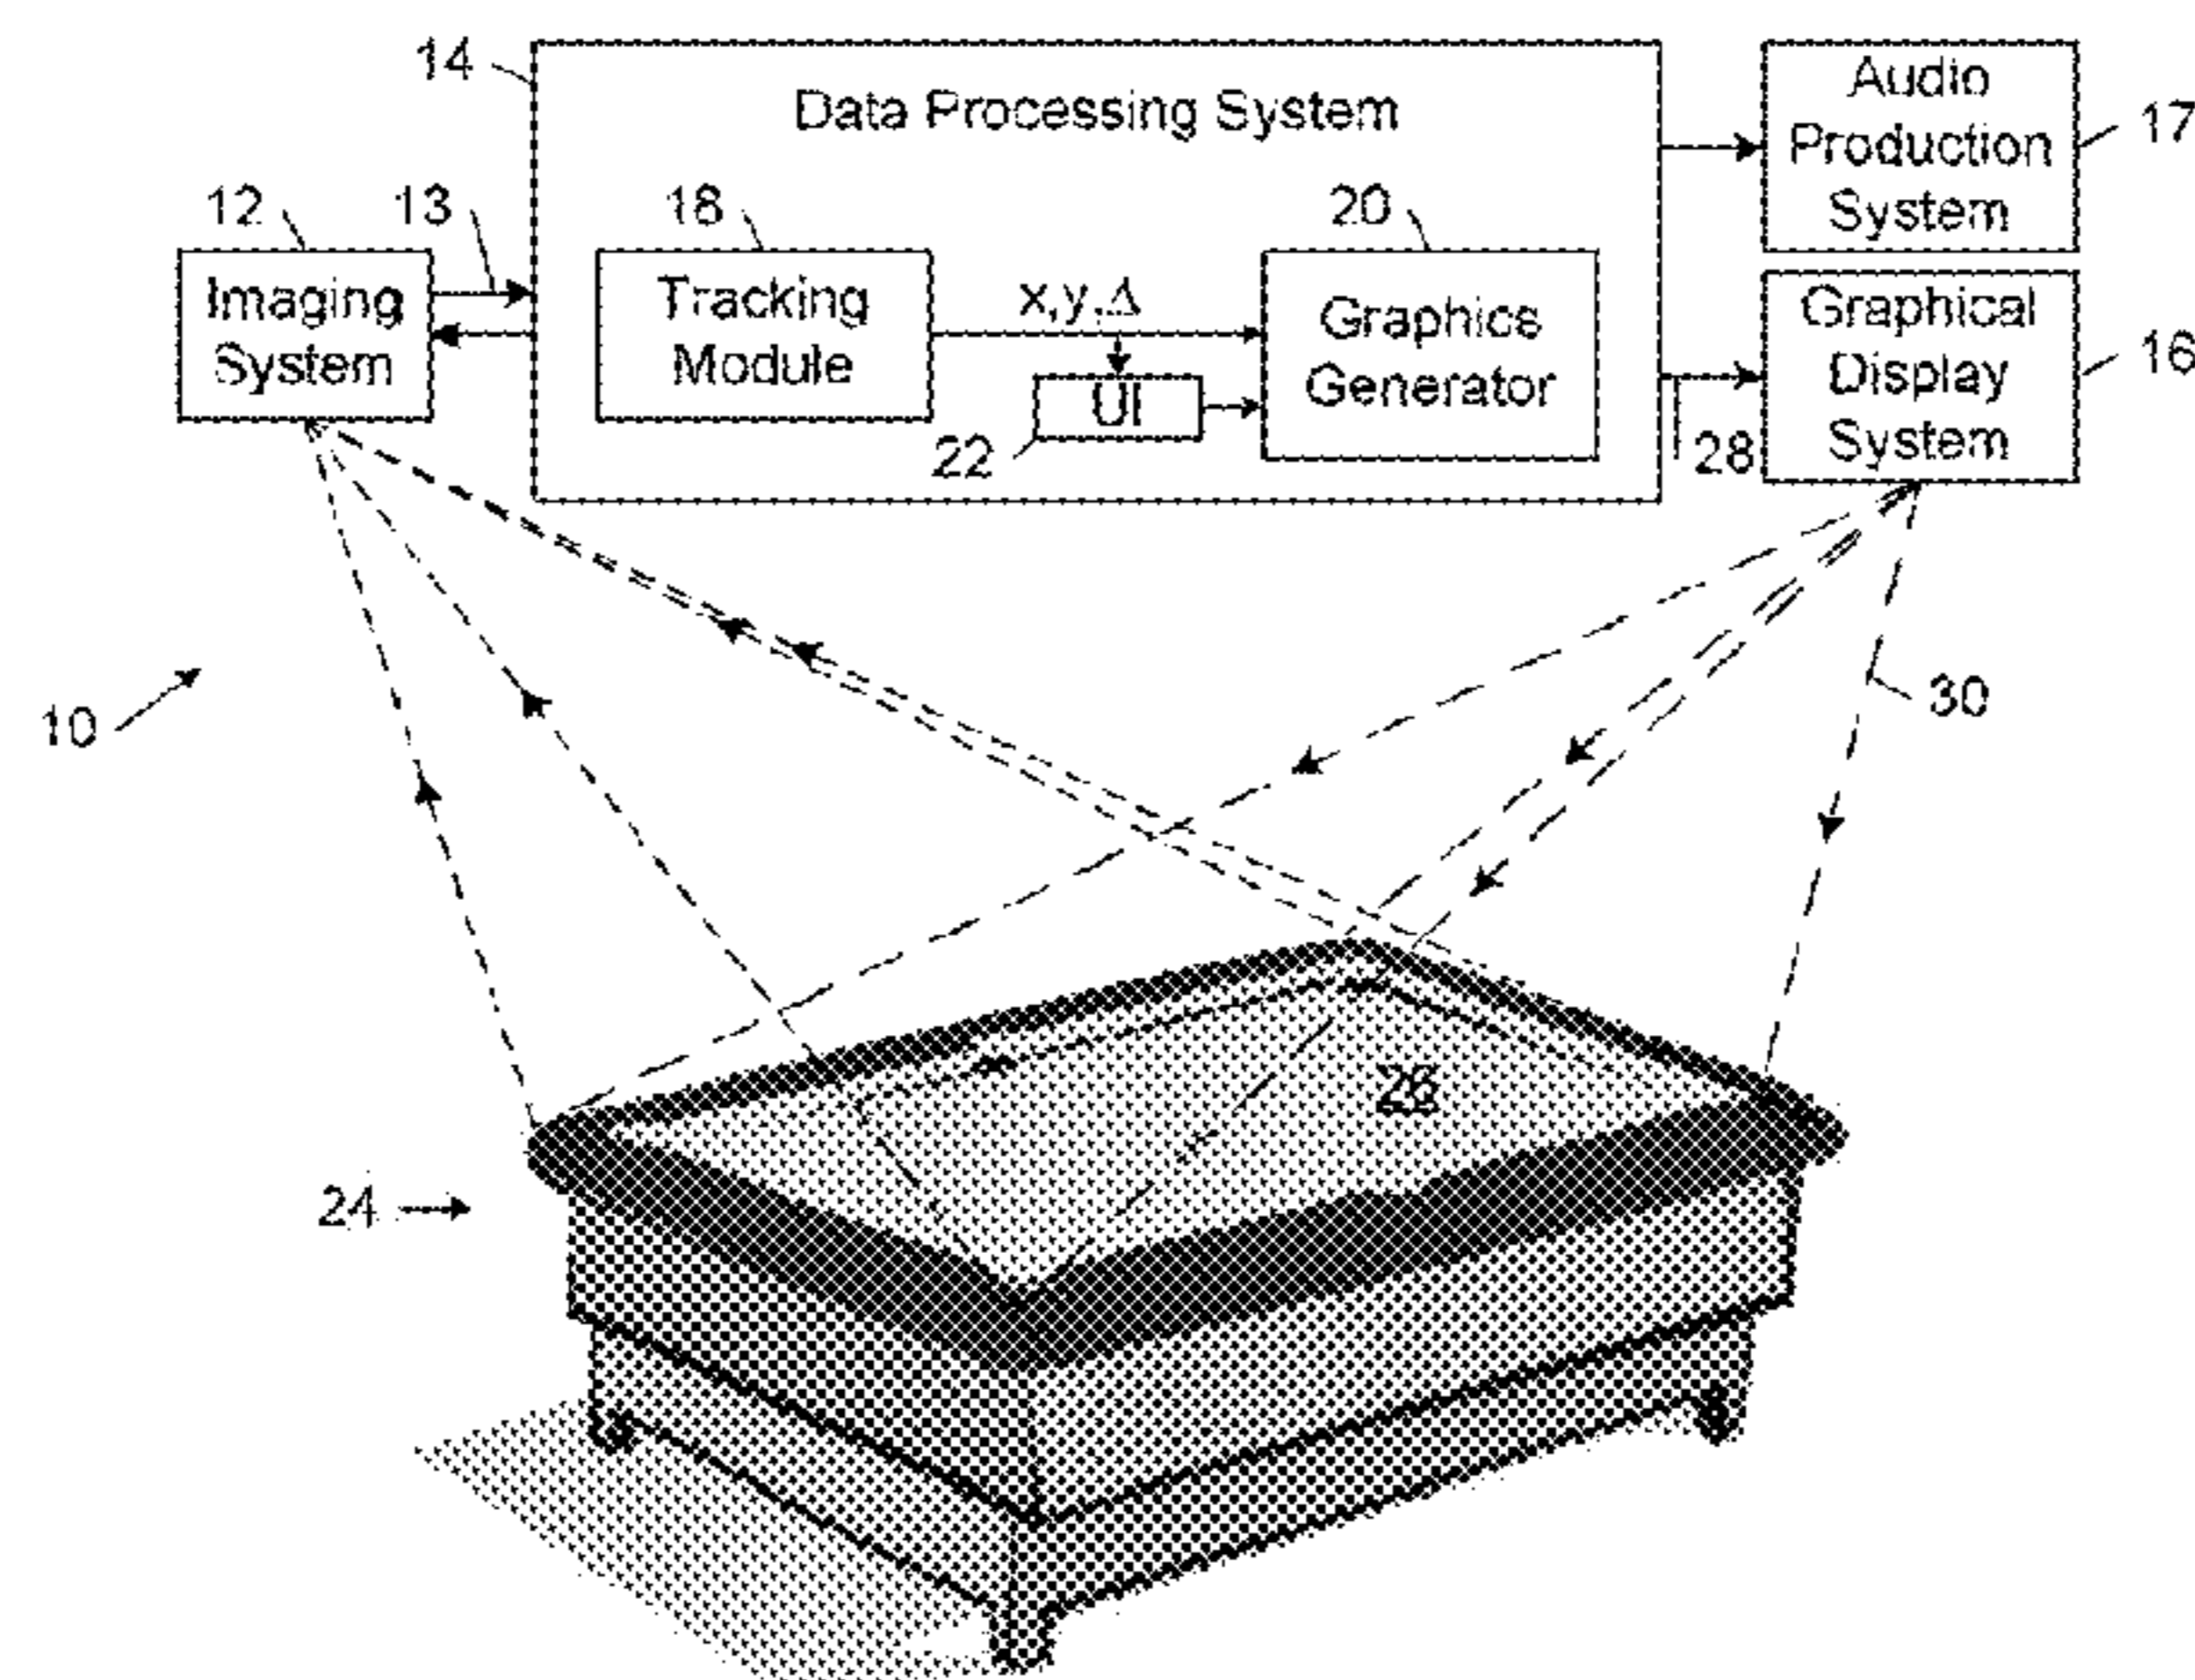 14
Data Processing System
Audio
Production
System
17
12
13
18
20
Imaging
System
Tracking
Module
x,y,Δ
Graphics
Generator
UI
22
Graphical
Display
System
16
28
10
30
26
24